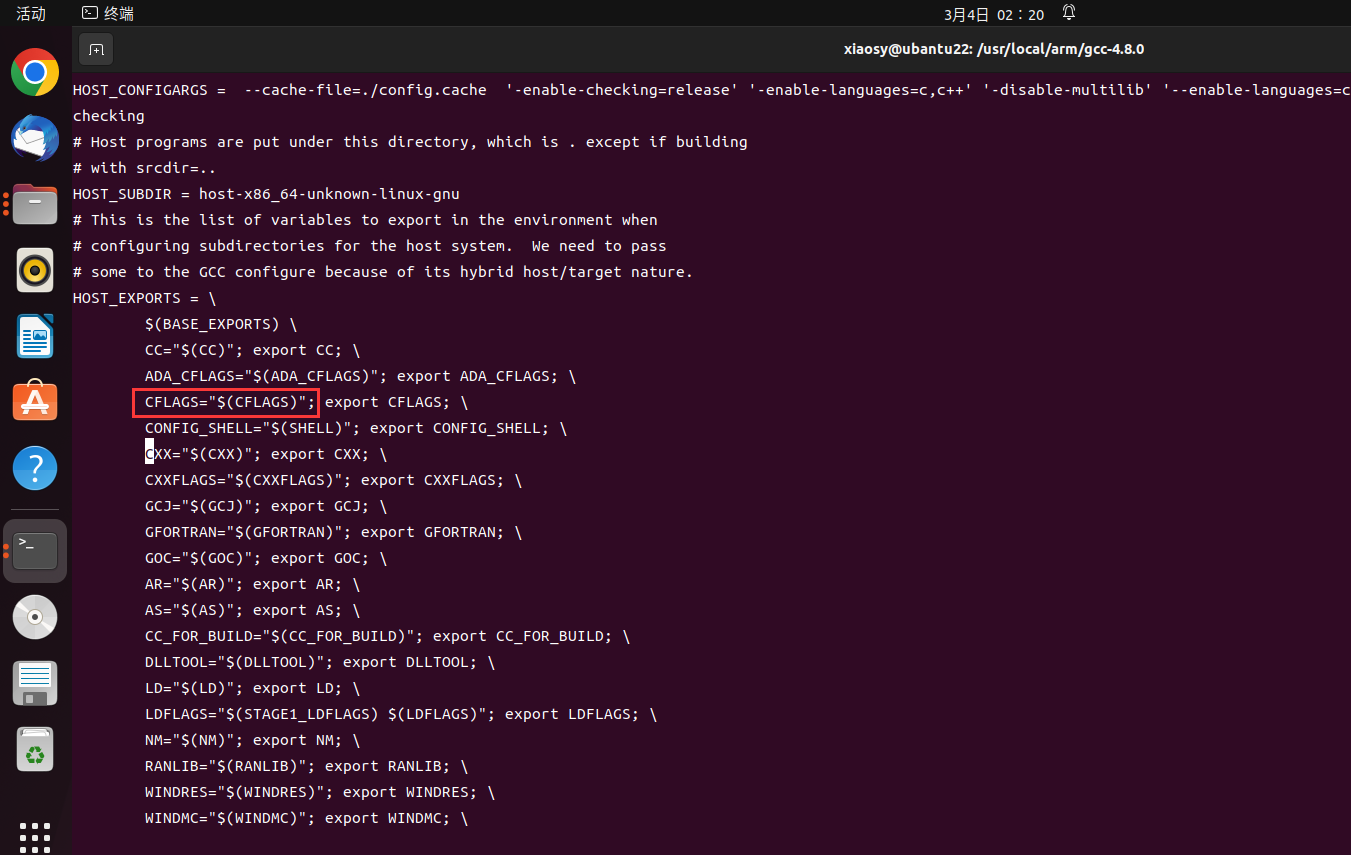 活动
终端
3月4日 02：20
xiaosy@ubantu22: /usr/local/arm/gcc-4.8.0
HOST_CONFIGARGS =  --cache-file=./config.cache  '-enable-checking=release' '-enable-languages=c,c++' '-disable-multilib' '--enable-languages=c
checking
# Host programs are put under this directory, which is . except if building
# with srcdir=..
HOST_SUBDIR = host-x86_64-unknown-linux-gnu
# This is the list of variables to export in the environment when
# configuring subdirectories for the host system.  We need to pass
# some to the GCC configure because of its hybrid host/target nature.
HOST_EXPORTS = \
$(BASE_EXPORTS) \
CC="$(CC)"; export CC; \
ADA_CFLAGS="$(ADA_CFLAGS)"; export ADA_CFLAGS; \
CFLAGS="$(CFLAGS)"; export CFLAGS; \
CONFIG_SHELL="$(SHELL)"; export CONFIG_SHELL; \
CXX="$(CXX)"; export CXX; \
CXXFLAGS="$(CXXFLAGS)"; export CXXFLAGS; \
GCJ="$(GCJ)"; export GCJ; \
GFORTRAN="$(GFORTRAN)"; export GFORTRAN; \
GOC="$(GOC)"; export GOC; \
AR="$(AR)"; export AR; \
AS="$(AS)"; export AS; \
CC_FOR_BUILD="$(CC_FOR_BUILD)"; export CC_FOR_BUILD; \
DLLTOOL="$(DLLTOOL)"; export DLLTOOL; \
LD="$(LD)"; export LD; \
LDFLAGS="$(STAGE1_LDFLAGS) $(LDFLAGS)"; export LDFLAGS; \
NM="$(NM)"; export NM; \
RANLIB="$(RANLIB)"; export RANLIB; \
WINDRES="$(WINDRES)"; export WINDRES; \
WINDMC="$(WINDMC)"; export WINDMC; \